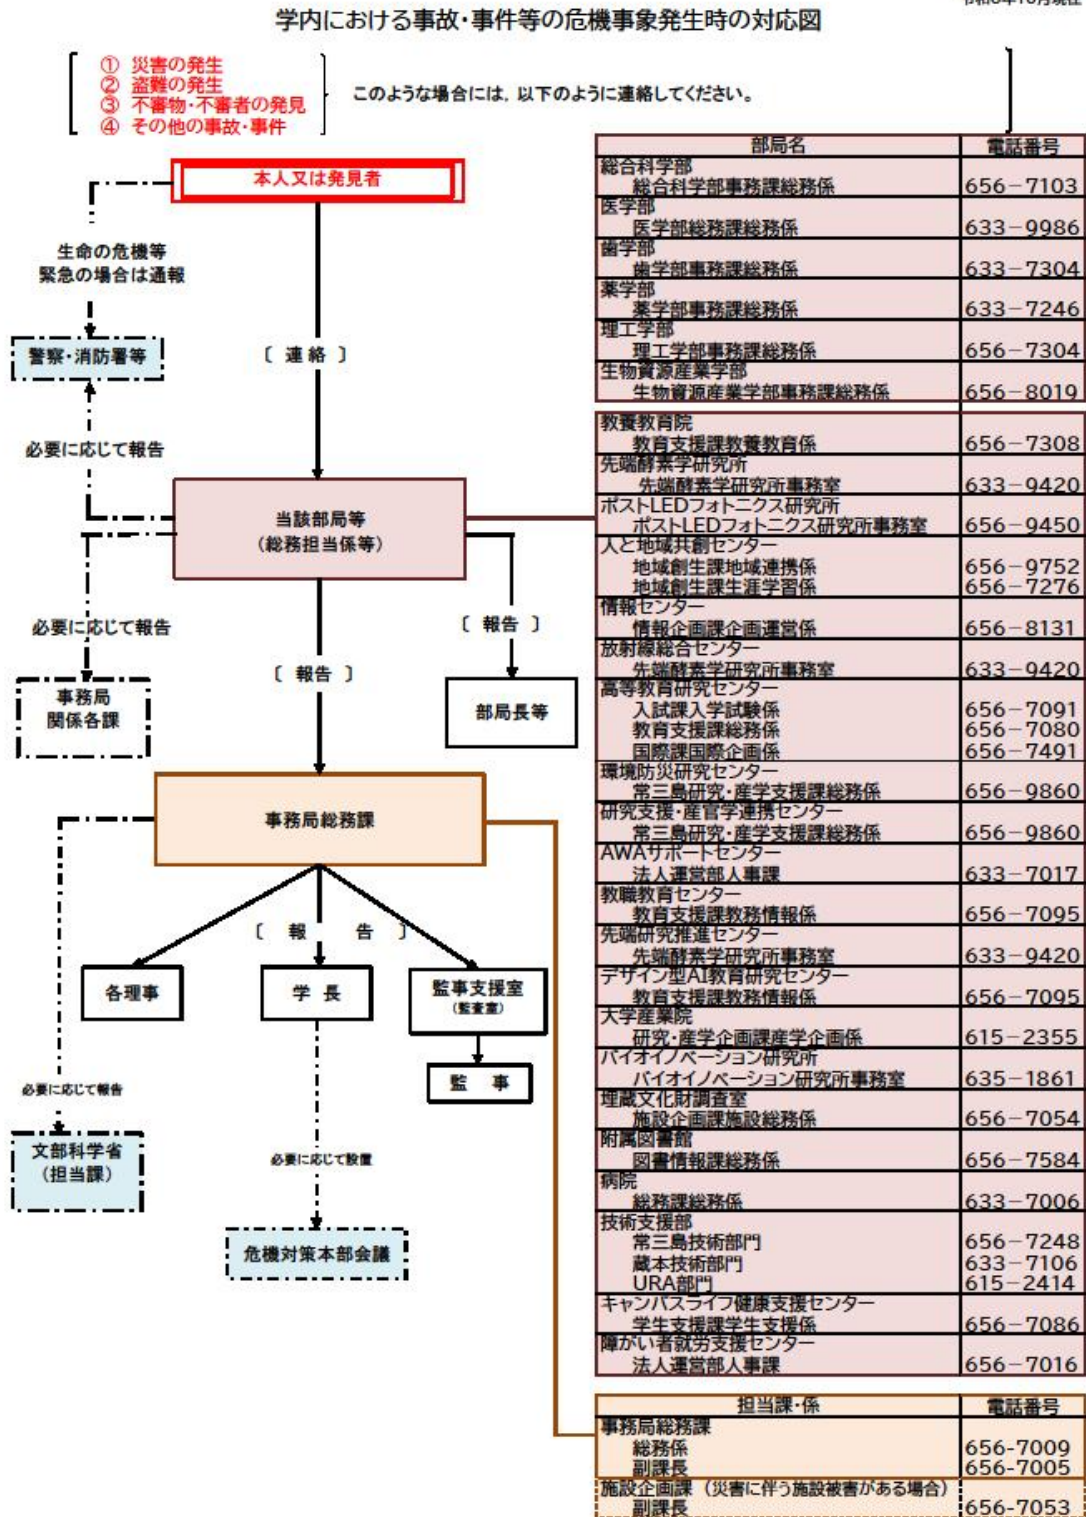 学内における事故・事件等の危機事象発生時の対応図
① 災害の発生
② 盗難の発生
③ 不審物・不審者の発見
④ その他の事故・事件
このような場合には，以下のように連絡してください。
本人又は発見者
生命の危機等
緊急の場合は通報
警察・消防署等
〔 連 絡 〕
必要に応じて報告
当該部局等
（総務担当係等）
必要に応じて報告
〔 報告 〕
〔 報告 〕
事務局
関係各課
部局長等
事務局総務課
〔 報 告 〕
各理事
学 長
監事支援室
（監査室）
監 事
必要に応じて報告
文部科学省
（担当課）
必要に応じて設置
危機対策本部会議
部局名 電話番号
総合科学部
総合科学部事務課総務係 656－7103
医学部
医学部総務課総務係 633－9986
歯学部
歯学部事務課総務係 633－7304
薬学部
薬学部事務課総務係 633－7246
理工学部
理工学部事務課総務係 656－7304
生物資源産業学部
生物資源産業学部事務課総務係 656－8019
教養教育院
教育支援課教養教育係 656－7308
先端酵素学研究所
先端酵素学研究所事務室 633－9420
ポストLEDフォトニクス研究所
ポストLEDフォトニクス研究所事務室 656－9450
人と地域共創センター
地域創生課地域連携係 656－9752
地域創生課生涯学習係 656－7276
情報センター
情報企画課企画運営係 656－8131
放射線総合センター
先端酵素学研究所事務室 633－9420
高等教育研究センター
入試課入学試験係 656－7091
教育支援課総務係 656－7080
国際課国際企画係 656－7491
環境防災研究センター
常三島研究・産学支援課総務係 656－9860
研究支援・産官学連携センター
常三島研究・産学支援課総務係 656－9860
AWAサポートセンター
法人運営部人事課 633－7017
教職教育センター
教育支援課教務情報係 656－7095
先端研究推進センター
先端酵素学研究所事務室 633－9420
デザイン型AI教育研究センター
教育支援課教務情報係 656－7095
大学産業院
研究・産学企画課産学企画係 615－2355
バイオイノベーション研究所
バイオイノベーション研究所事務室 635－1861
埋蔵文化財調査室
施設企画課施設総務係 656－7054
附属図書館
図書情報課総務係 656－7584
病院
総務課総務係 633－7006
技術支援部
常三島技術部門 656－7248
蔵本技術部門 633－7106
URA部門 615－2414
キャンパスライフ健康支援センター
学生支援課学生支援係 656－7086
障がい者就労支援センター
法人運営部人事課 656－7016
担当課・係 電話番号
事務局総務課
総務係 656-7009
副課長 656-7005
施設企画課（災害に伴う施設被害がある場合）
副課長 656-7053